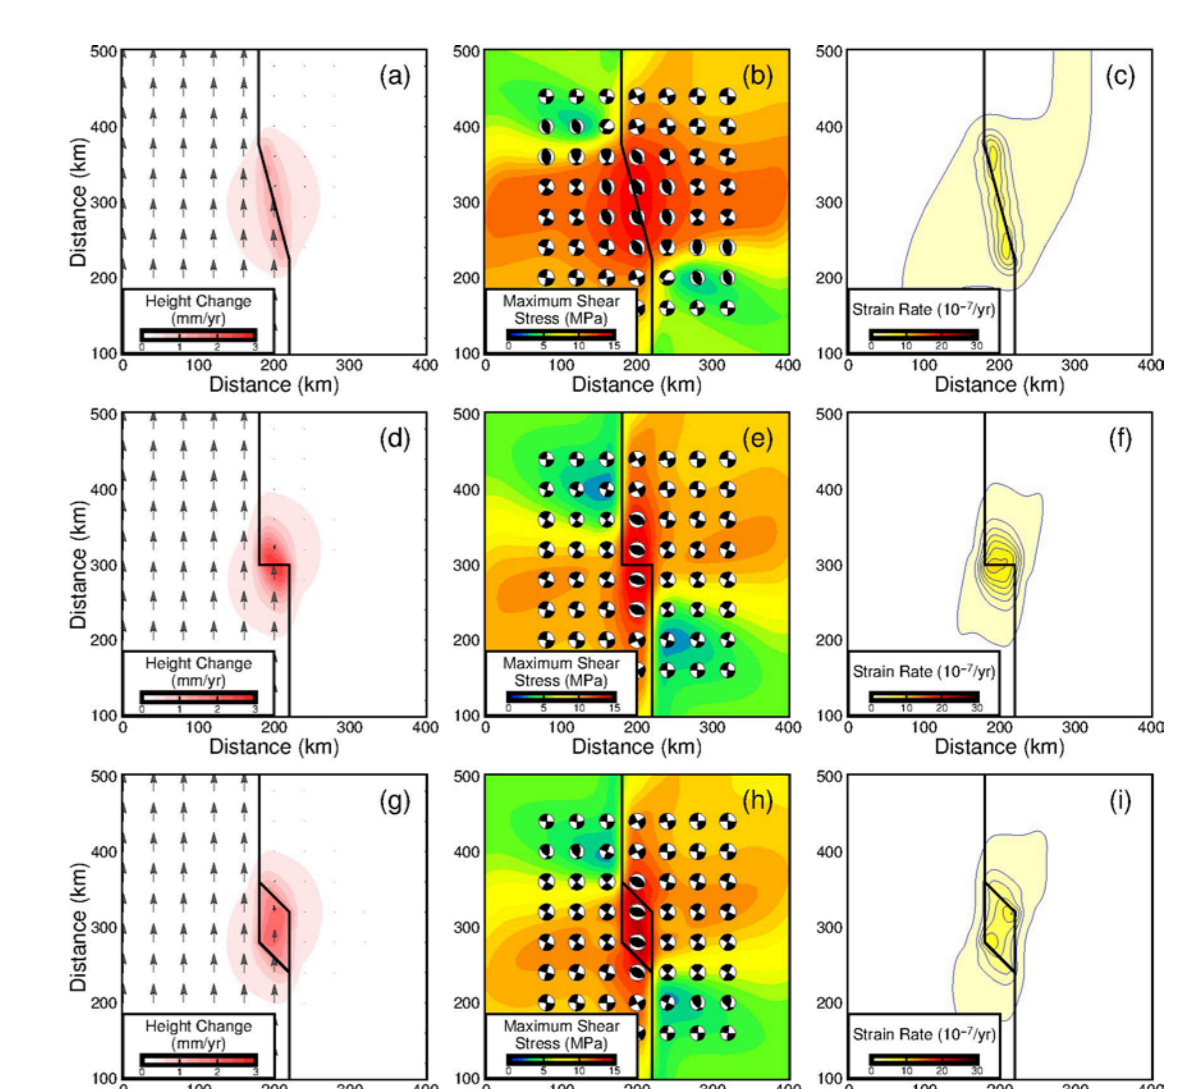 500
(a)
400
Distance (km)
300
200
Height Change
(mm/yr)
0 1 2 3
100
200 300 400
Distance (km)
500
(b)
400
300
200
Maximum Shear
Stress (MPa)
0 5 10 15
100
100 200 300 400
Distance (km)
500
(c)
400
300
200
Strain Rate (10⁻⁷/yr)
0 10 20 30
100
0 100 200 300 400
Distance (km)
500
(d)
400
Distance (km)
300
200
Height Change
(mm/yr)
0 1 2 3
100
0 100 200 300 400
Distance (km)
500
(e)
400
300
200
Maximum Shear
Stress (MPa)
0 5 10 15
100
0 100 200 300 400
Distance (km)
500
(f)
400
300
200
Strain Rate (10⁻⁷/yr)
0 10 20 30
100
0 100 200 300 400
Distance (km)
500
(g)
400
Distance (km)
300
200
Height Change
(mm/yr)
0 1 2 3
100
500
(h)
400
300
200
Maximum Shear
Stress (MPa)
0 5 10 15
100
500
(i)
400
300
200
Strain Rate (10⁻⁷/yr)
0 10 20 30
100